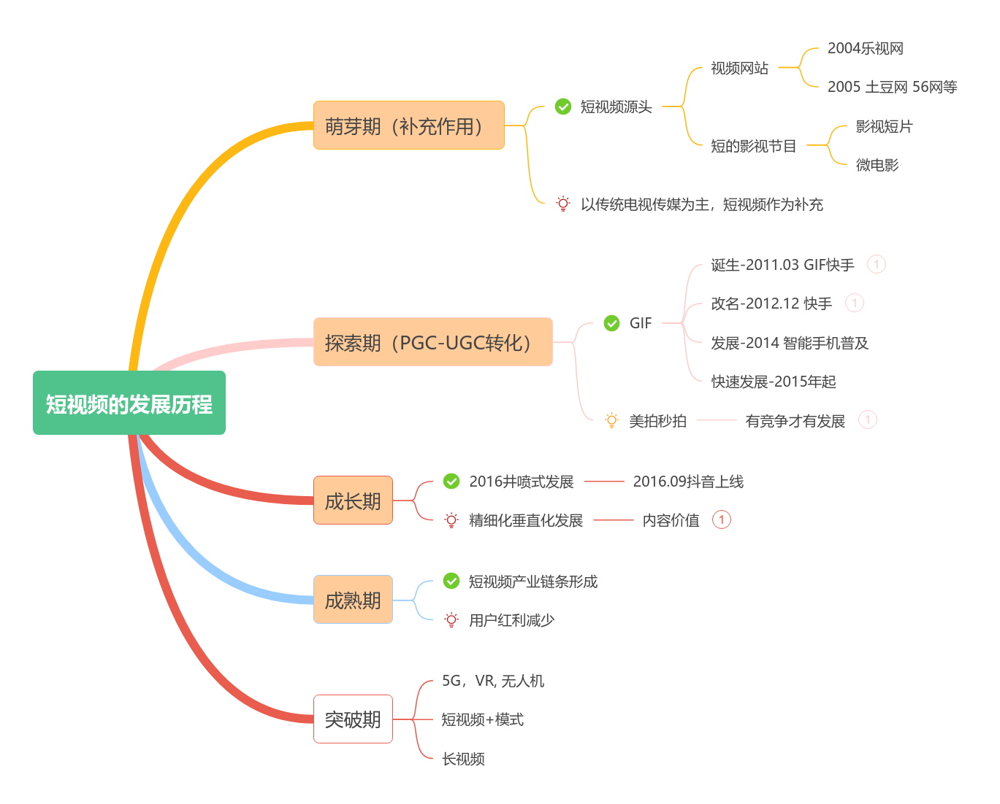 短视频的发展历程
萌芽期（补充作用）
短视频源头
视频网站
2004乐视网
2005 土豆网 56网等
短的影视节目
影视短片
微电影
以传统电视传媒为主，短视频作为补充
探索期（PGC-UGC转化）
GIF
诞生-2011.03 GIF快手 1
改名-2012.12 快手 1
发展-2014 智能手机普及
快速发展-2015年起
美拍秒拍
有竞争才有发展 1
成长期
2016井喷式发展
2016.09抖音上线
精细化垂直化发展
内容价值 1
成熟期
短视频产业链条形成
用户红利减少
突破期
5G，VR, 无人机
短视频+模式
长视频